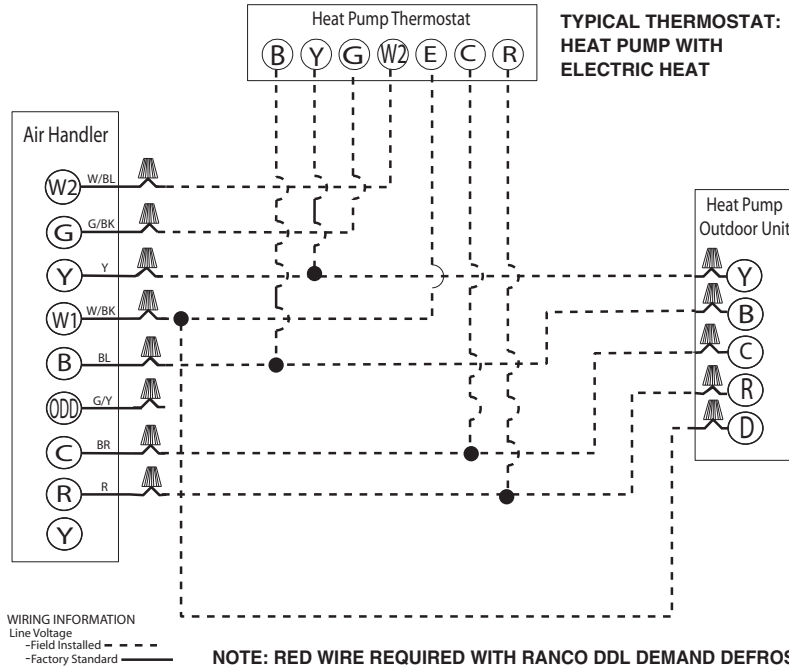 Heat Pump Thermostat
TYPICAL THERMOSTAT:
HEAT PUMP WITH
ELECTRIC HEAT
B Y G W2 E C R
Air Handler
W2 W/BL
G G/BK
Y Y
W1 W/BK
B BL
ODD G/Y
C BR
R R
Y
Heat Pump
Outdoor Unit
Y
B
C
R
D
WIRING INFORMATION
Line Voltage
-Field Installed
-Factory Standard
NOTE: RED WIRE REQUIRED WITH RANCO DDL DEMAND DEFROS